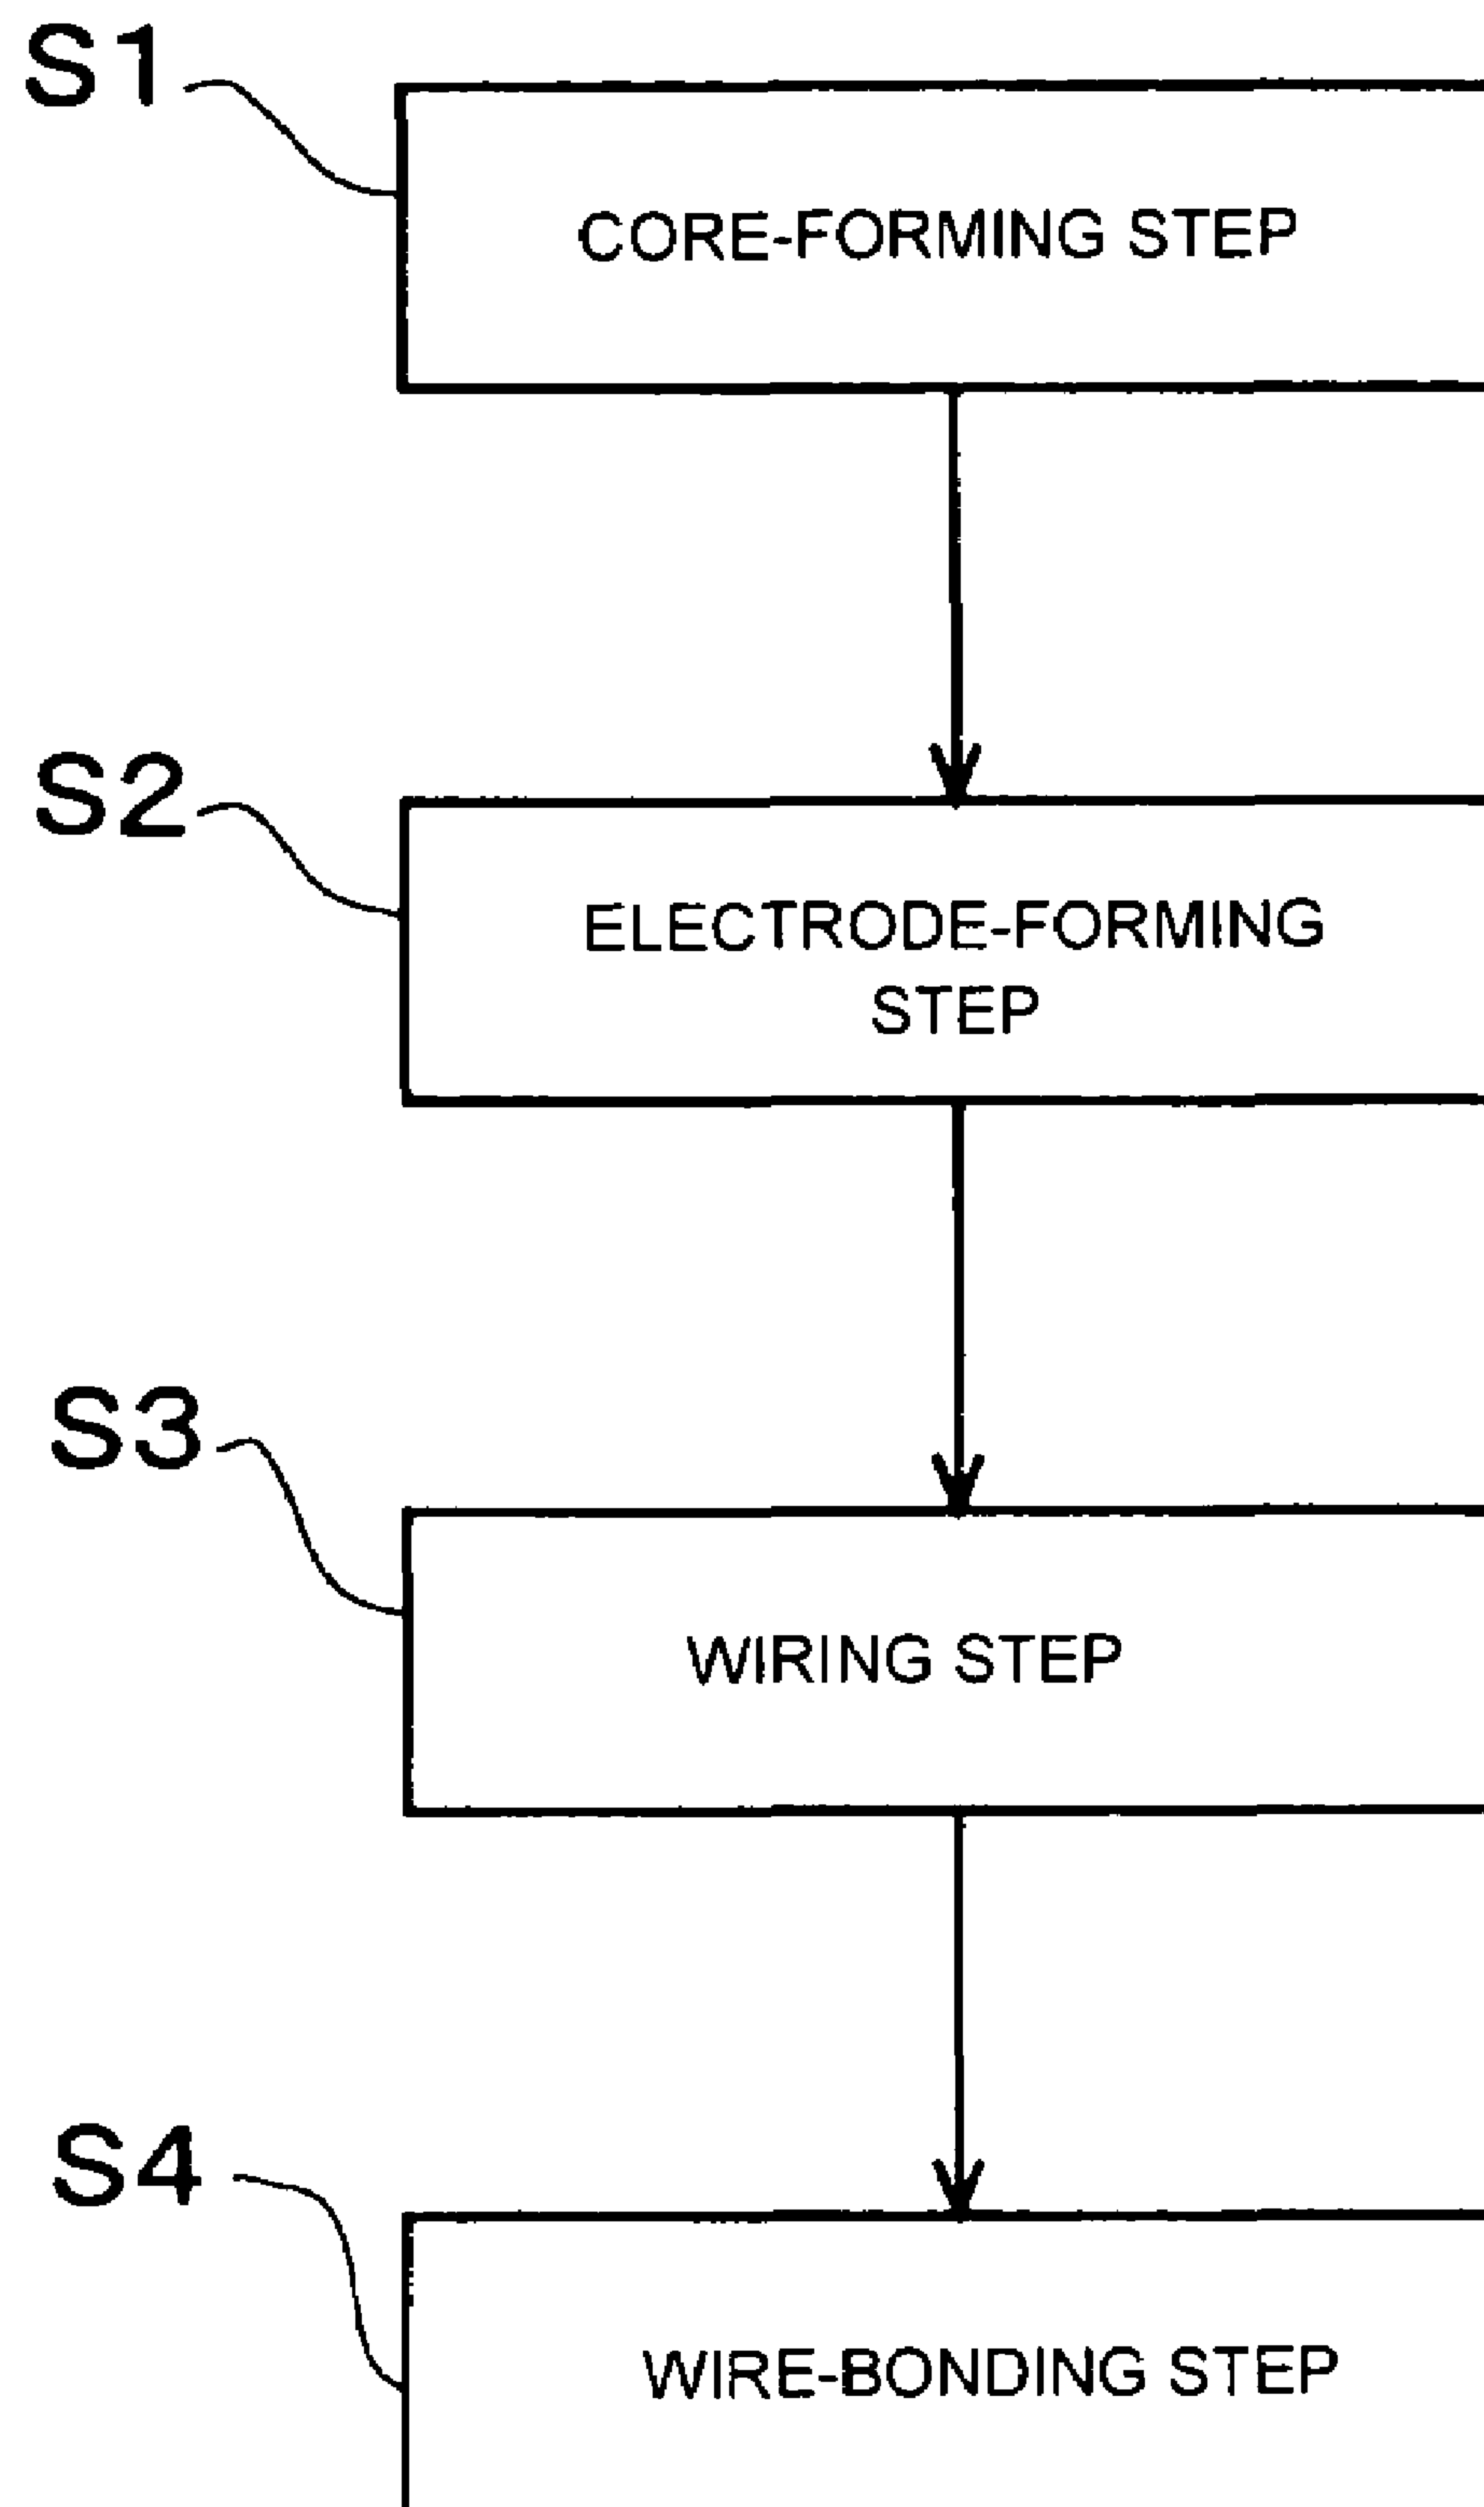 S1
CORE-FORMING STEP
S2
ELECTRODE-FORMING
STEP
S3
WIRING STEP
S4
WIRE-BONDING STEP